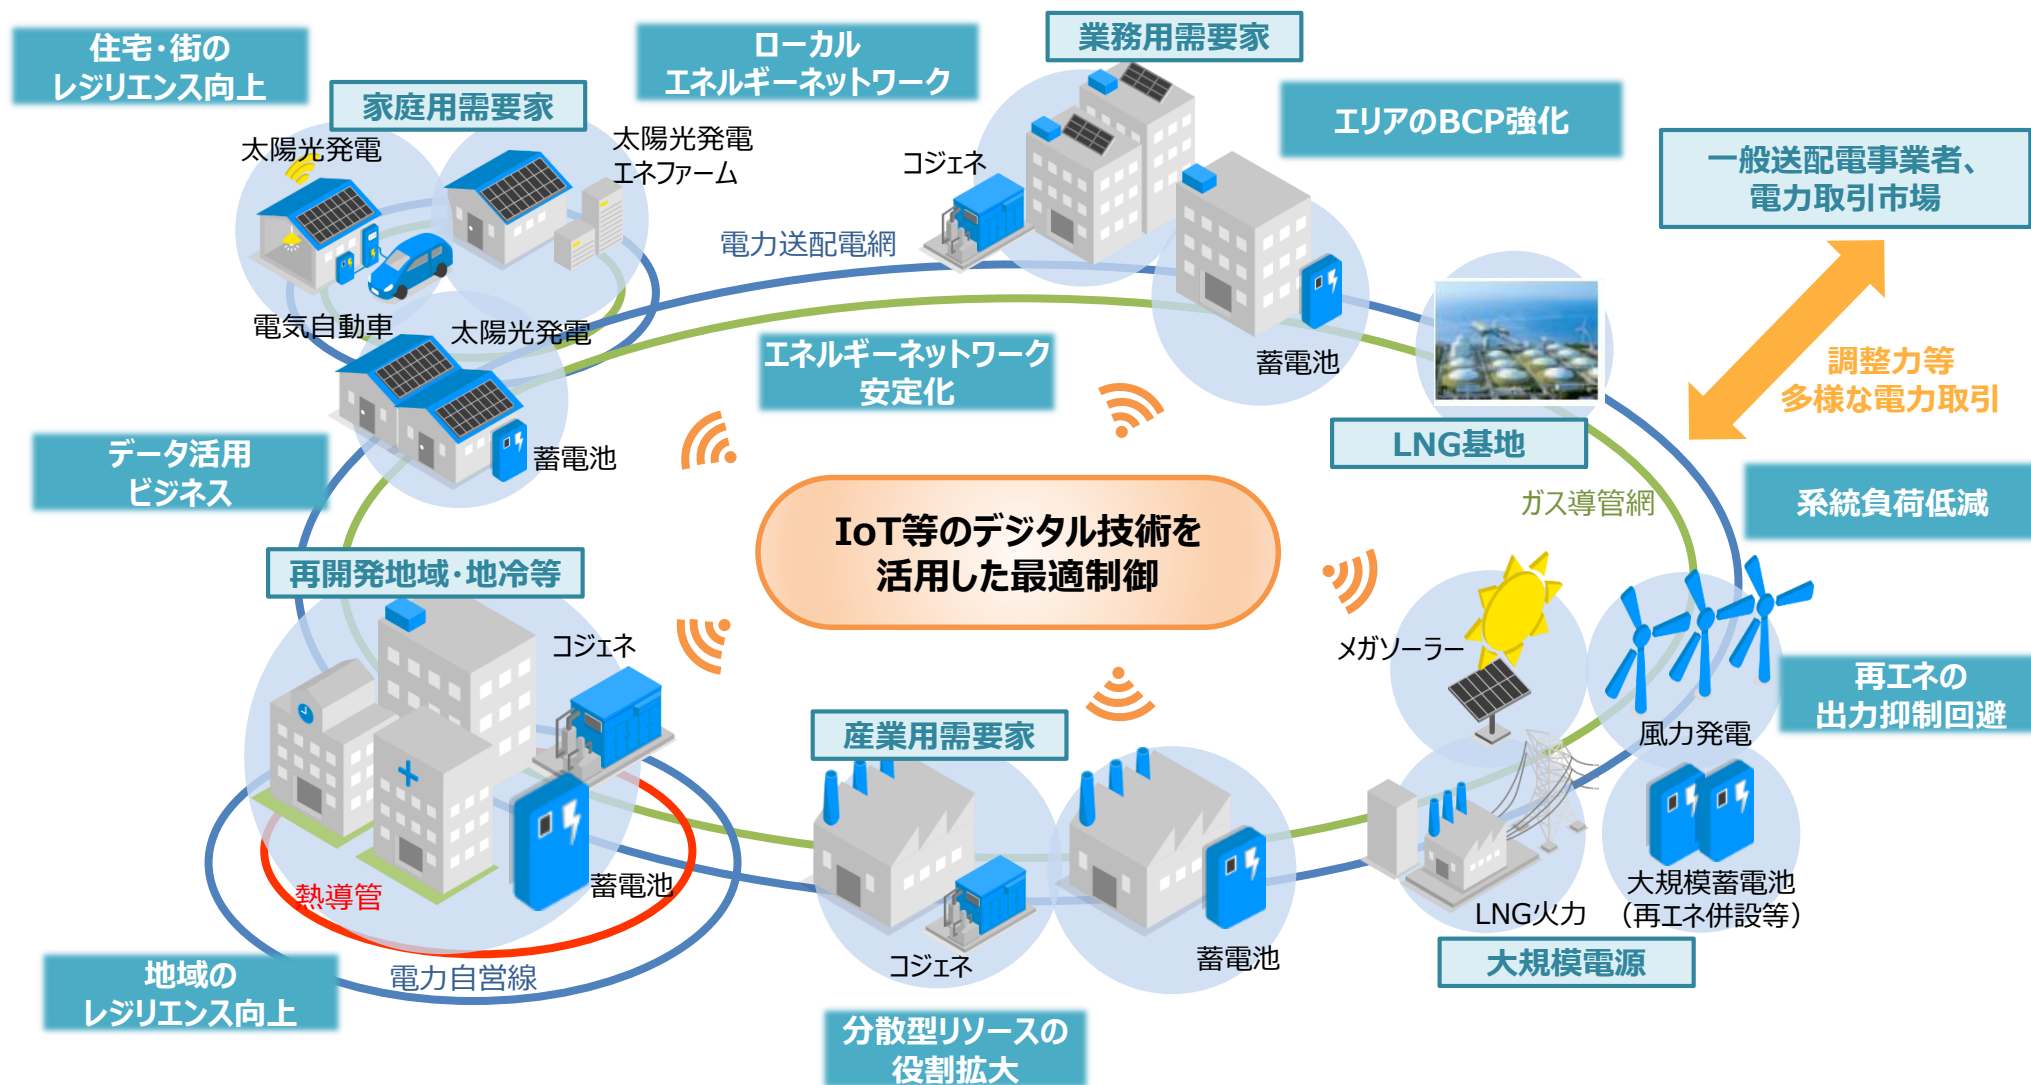 住宅・街の
レジリエンス向上
ローカル
エネルギーネットワーク
業務用需要家
家庭用需要家
エリアのBCP強化
太陽光発電
太陽光発電
エネファーム
コジェネ
一般送配電事業者、
電力取引市場
電力送配電網
電気自動車
太陽光発電
エネルギーネットワーク
安定化
蓄電池
調整力等
多様な電力取引
データ活用
ビジネス
蓄電池
LNG基地
ガス導管網
系統負荷低減
IoT等のデジタル技術を
活用した最適制御
再開発地域・地冷等
コジェネ
メガソーラー
再エネの
出力抑制回避
産業用需要家
風力発電
熱導管
蓄電池
大規模蓄電池
（再エネ併設等）
LNG火力
コジェネ
蓄電池
大規模電源
電力自営線
地域の
レジリエンス向上
分散型リソースの
役割拡大